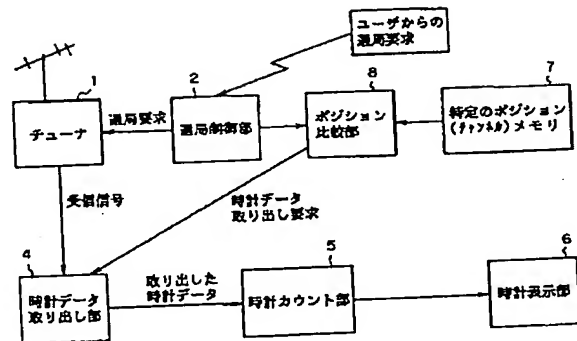 ユーザからの
選局要求
1
チューナ
選局要求
2
選局制御部
8
ポジション
比較部
7
特定のポジション
(チャンネル)メモリ
受信信号
時計データ
取り出し要求
4
時計データ
取り出し部
取り出した
時計データ
5
時計カウント部
6
時計表示部